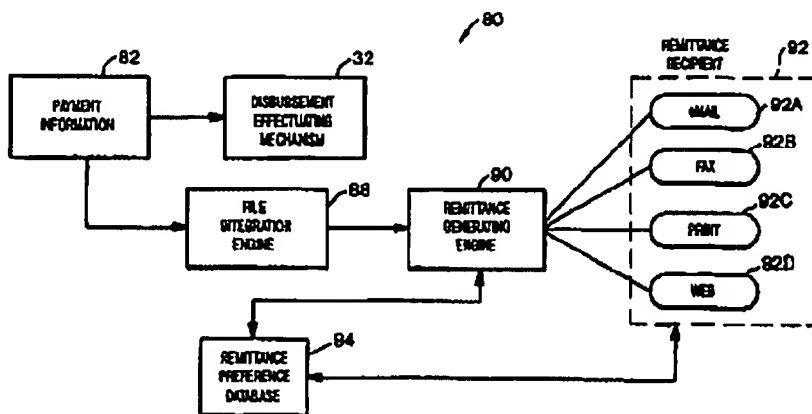 80
82
PAYMENT
INFORMATION
32
DISBURSEMENT
EFFECTUATING
MECHANISM
REMITTANCE
RECIPIENT
92
eMAIL
92A
FAX
92B
PRINT
92C
WEB
92D
88
FILE
INTEGRATION
ENGINE
90
REMITTANCE
GENERATING
ENGINE
94
REMITTANCE
PREFERENCE
DATABASE